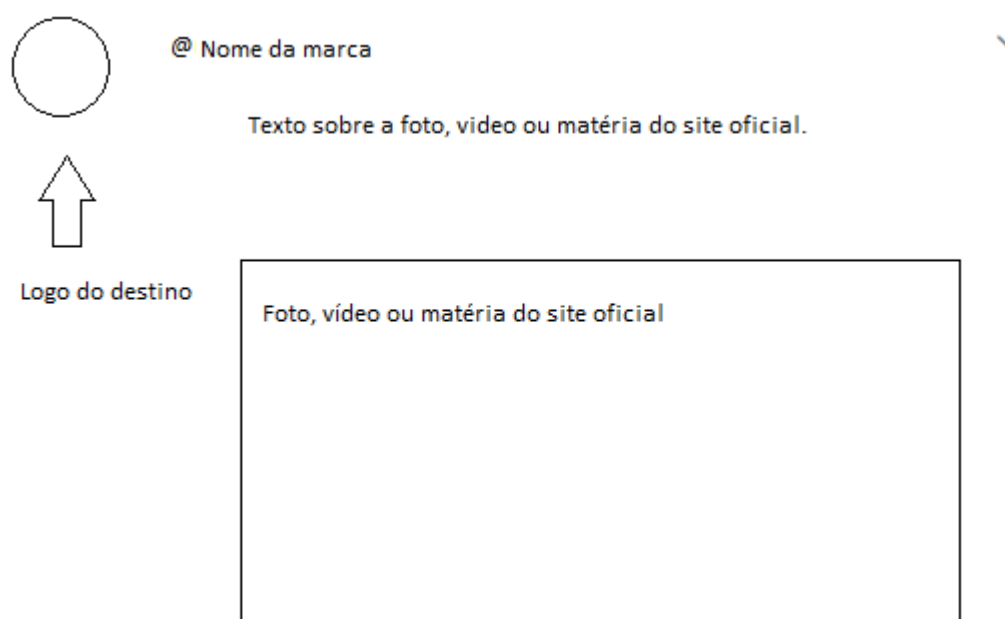 @ Nome da marca
Texto sobre a foto, video ou matéria do site oficial.
Logo do destino
Foto, vídeo ou matéria do site oficial